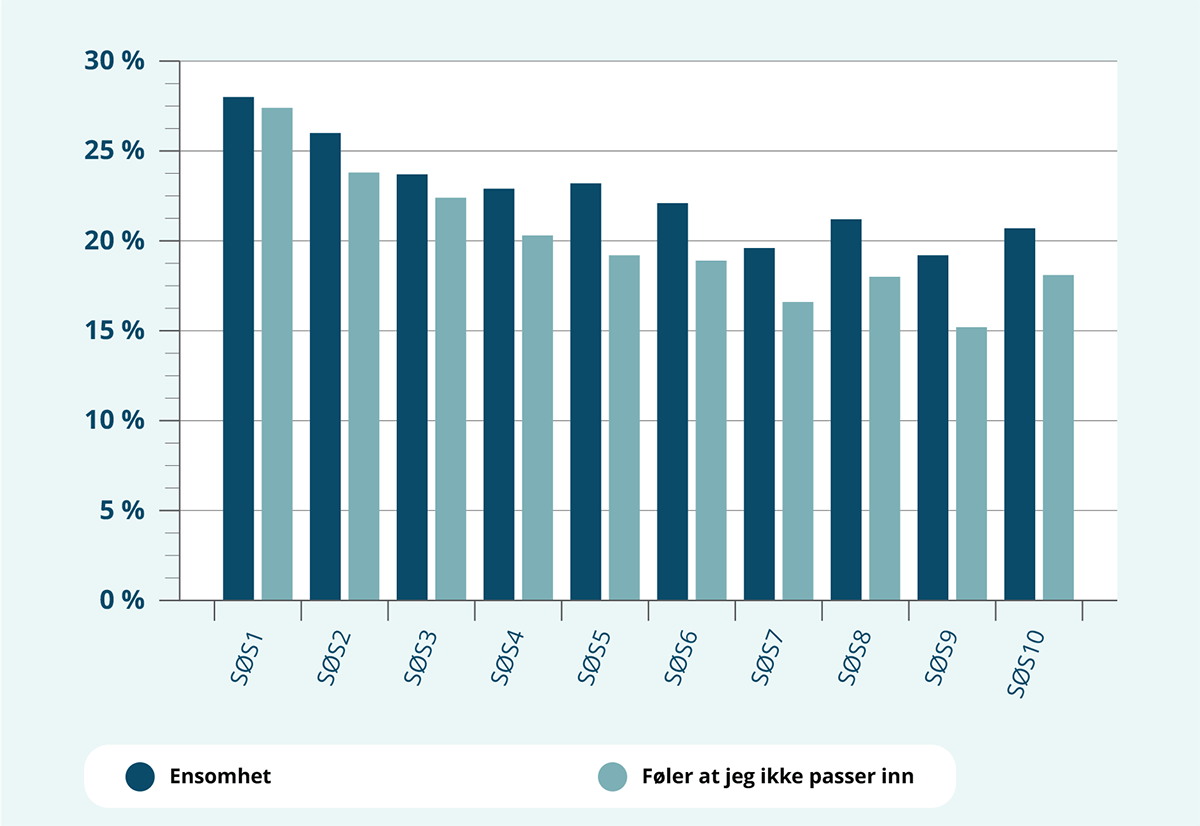 30 %
25 %
20 %
15 %
10 %
5 %
0 %
SØS1
SØS2
SØS3
SØS4
SØS5
SØS6
SØS7
SØS8
SØS9
SØS10
Ensomhet
Føler at jeg ikke passer inn